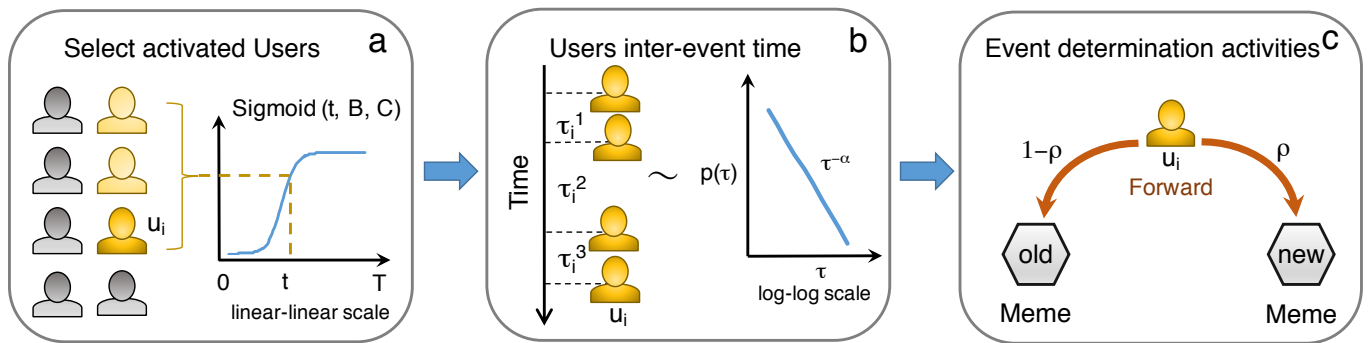 Select activated Users
a
Sigmoid (t, B, C)
u_i
0
t
T
linear-linear scale
Users inter-event time
b
Time
τ_i^1
τ_i^2
τ_i^3
u_i
~
p(τ)
τ^{-α}
τ
log-log scale
Event determination activities
c
1−ρ
u_i
ρ
Forward
old
new
Meme
Meme